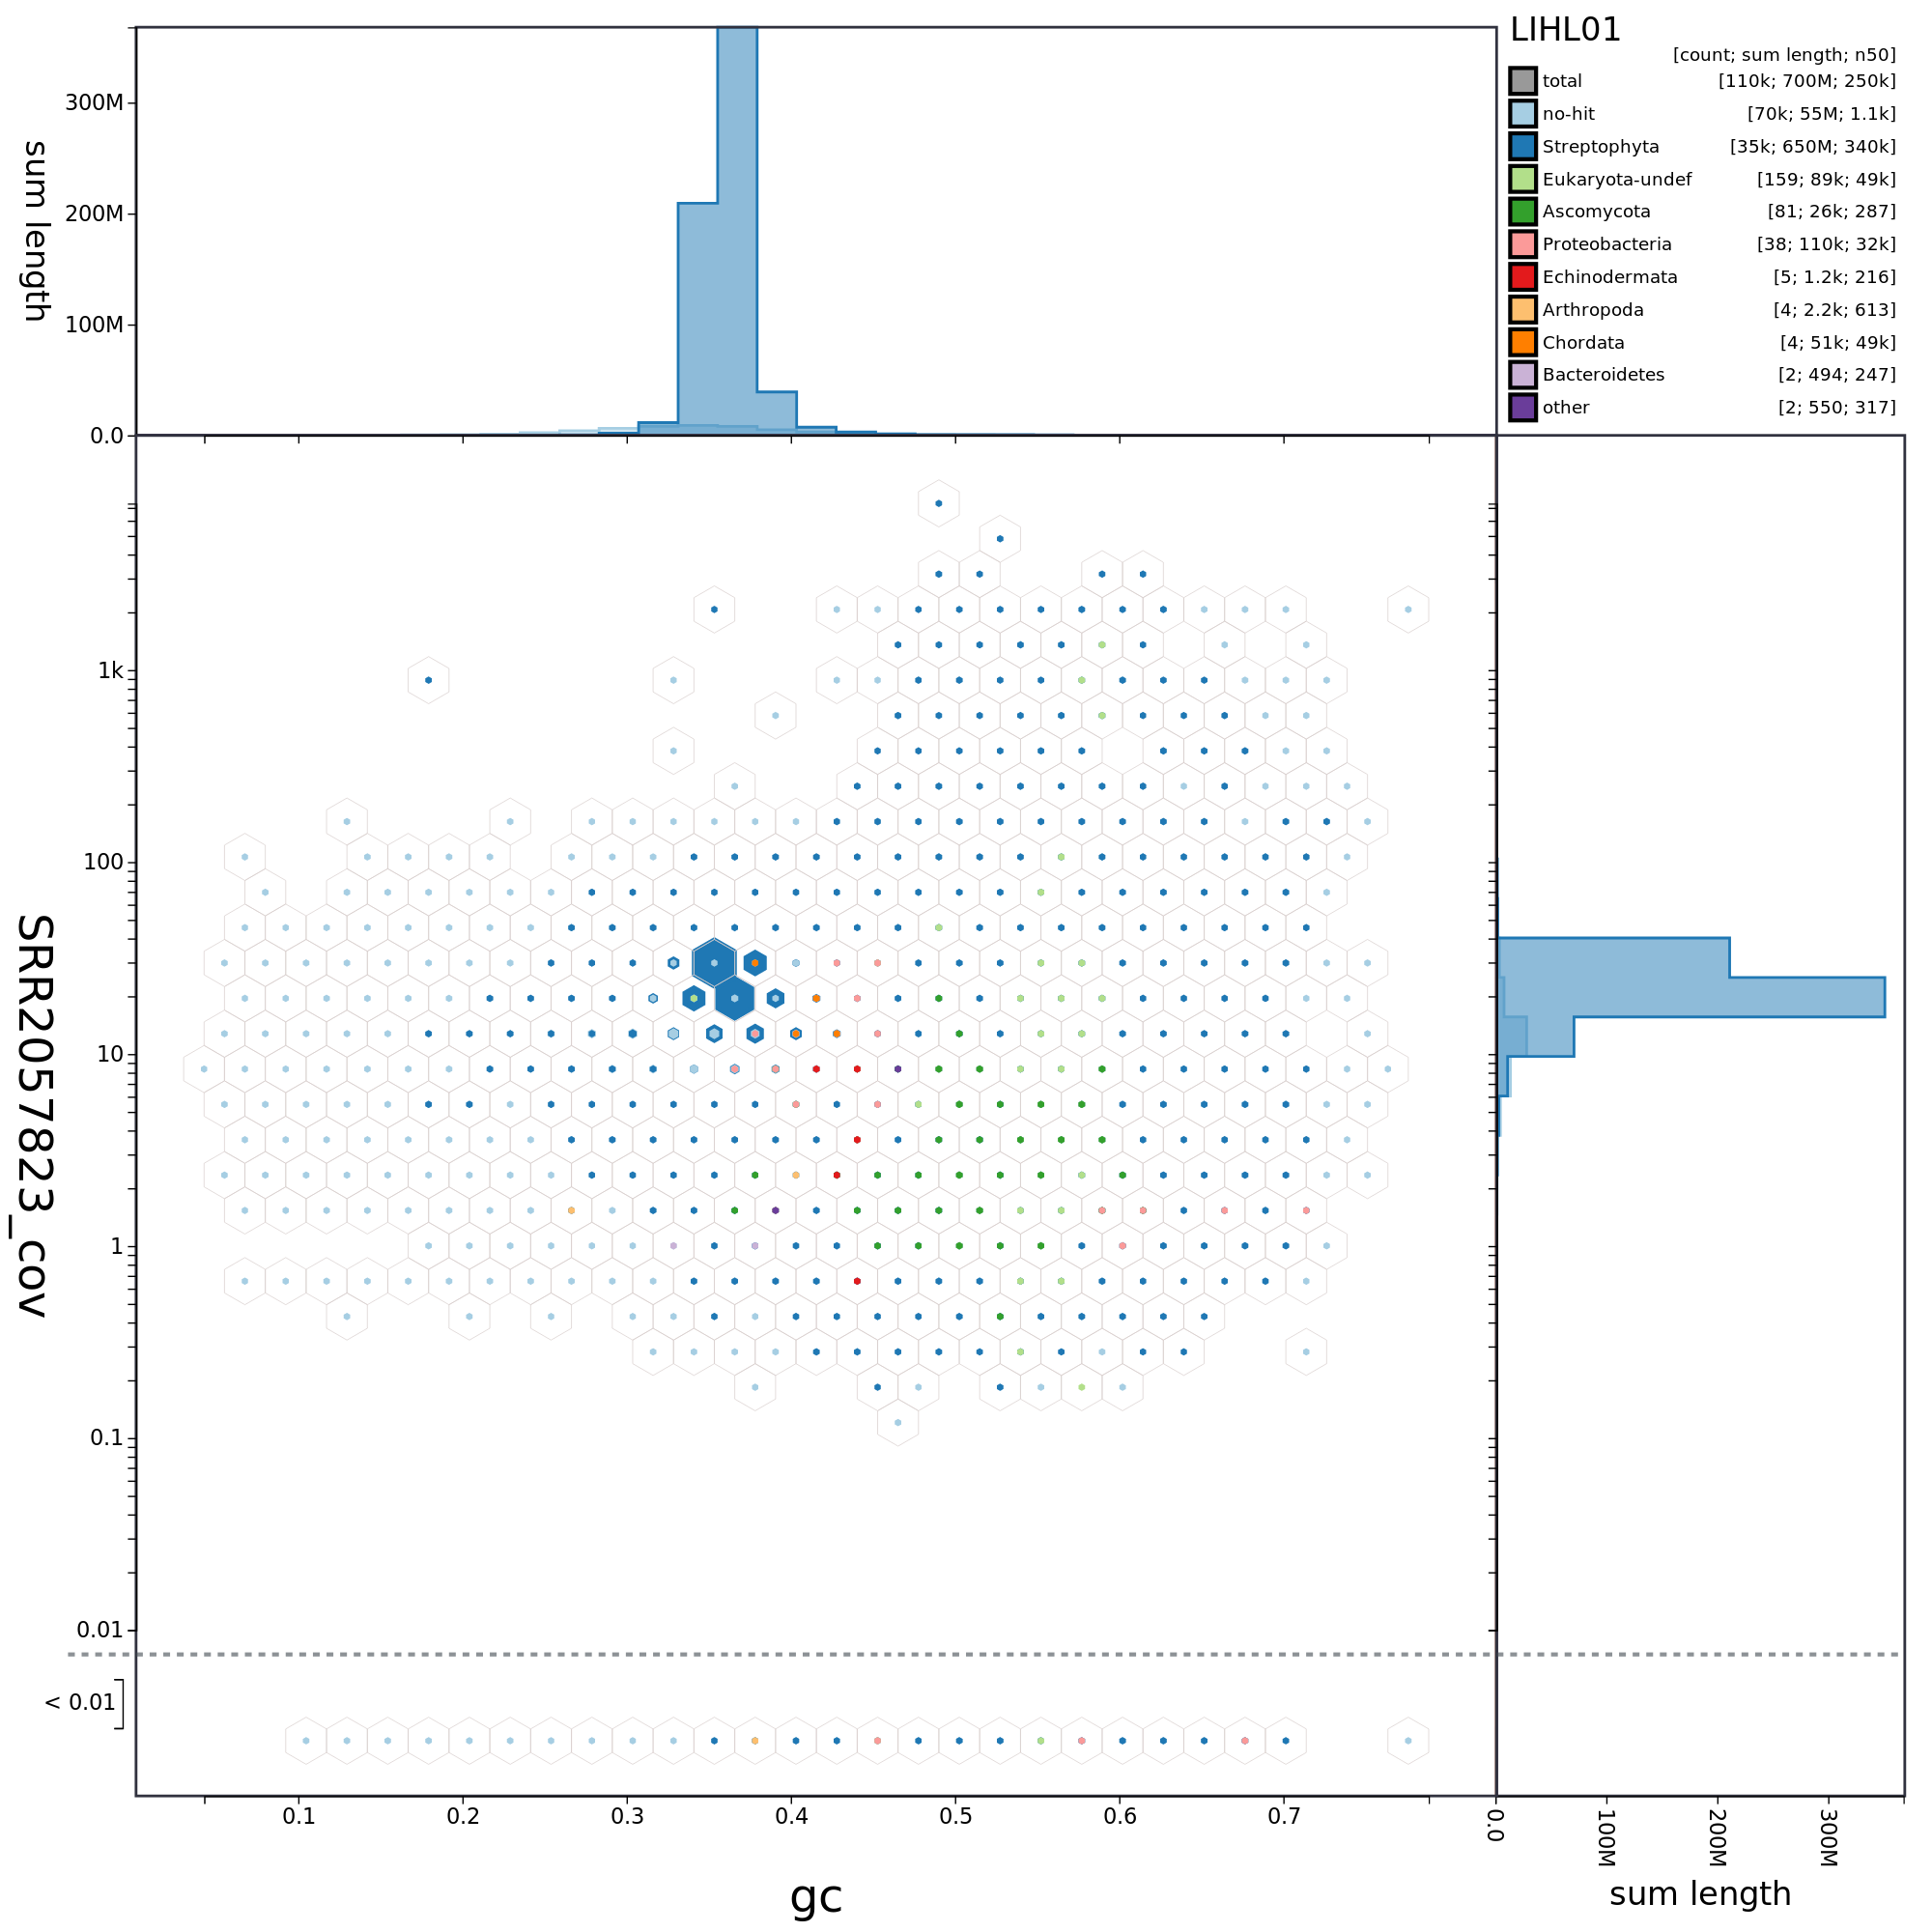 LIHL01
[count; sum length; n50]
total [110k; 700M; 250k]
no-hit [70k; 55M; 1.1k]
Streptophyta [35k; 650M; 340k]
Eukaryota-undef [159; 89k; 49k]
Ascomycota [81; 26k; 287]
Proteobacteria [38; 110k; 32k]
Echinodermata [5; 1.2k; 216]
Arthropoda [4; 2.2k; 613]
Chordata [4; 51k; 49k]
Bacteroidetes [2; 494; 247]
other [2; 550; 317]
sum length
300M
200M
100M
0.0
SRR2057823_cov
1k
100
10
1
0.1
0.01
< 0.01
0.1 0.2 0.3 0.4 0.5 0.6 0.7
gc
0.0 100M 200M 300M
sum length